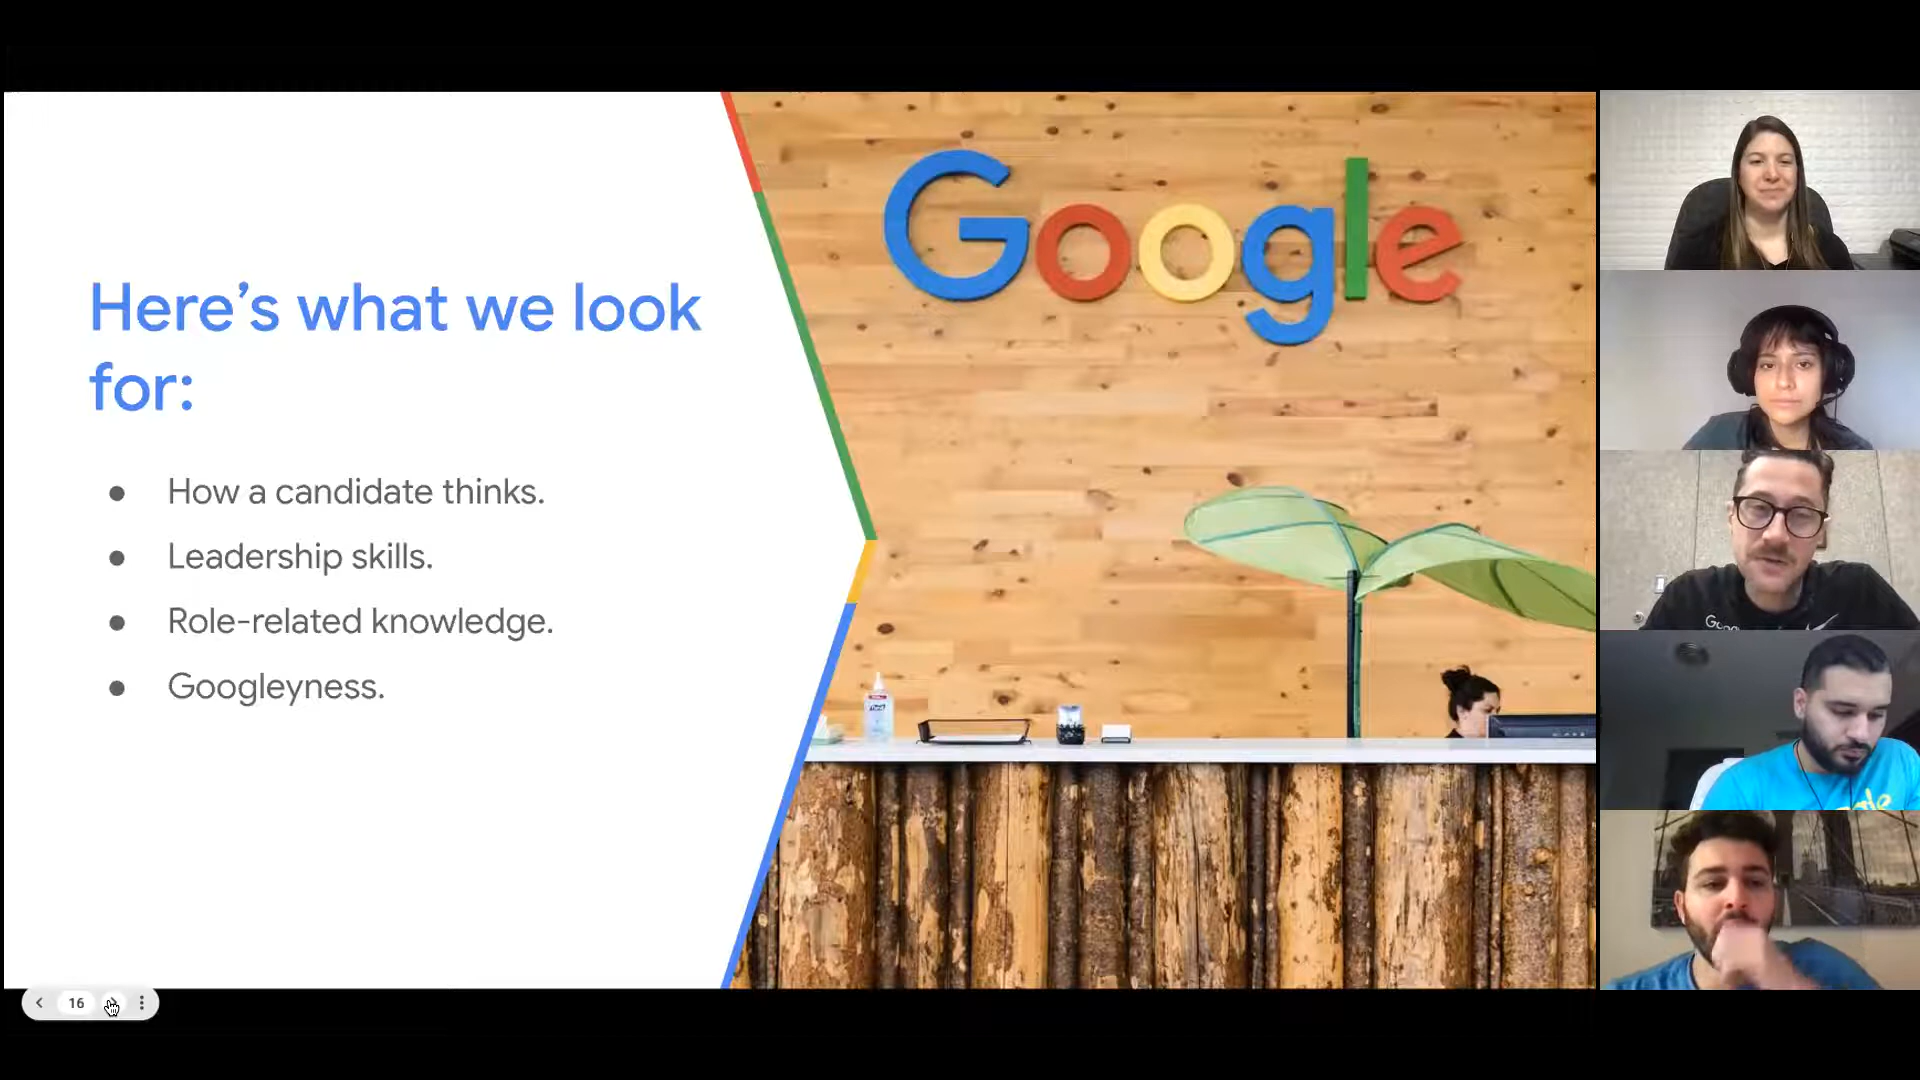 Here’s what we look
for:
● How a candidate thinks.
● Leadership skills.
● Role-related knowledge.
● Googleyness.
Google
16